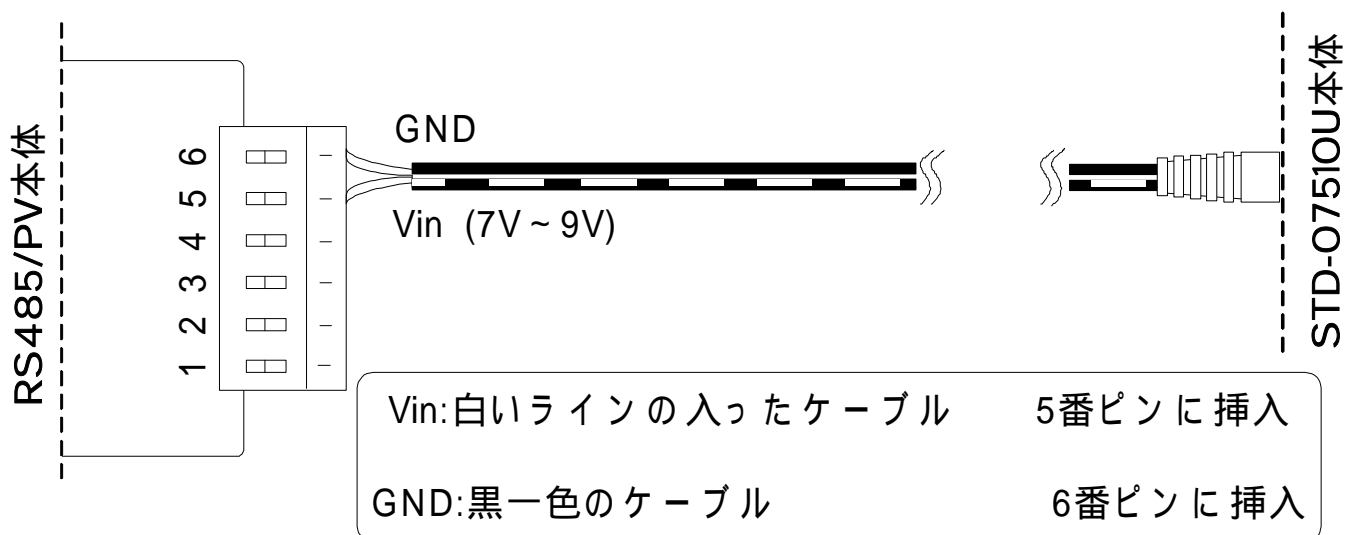 RS485/PV本体
6
5
4
3
2
1
GND
Vin (7V ~ 9V)
STD-07510U本体
Vin:白いラインの入ったケーブル 5番ピンに挿入
GND:黒一色のケーブル 6番ピンに挿入